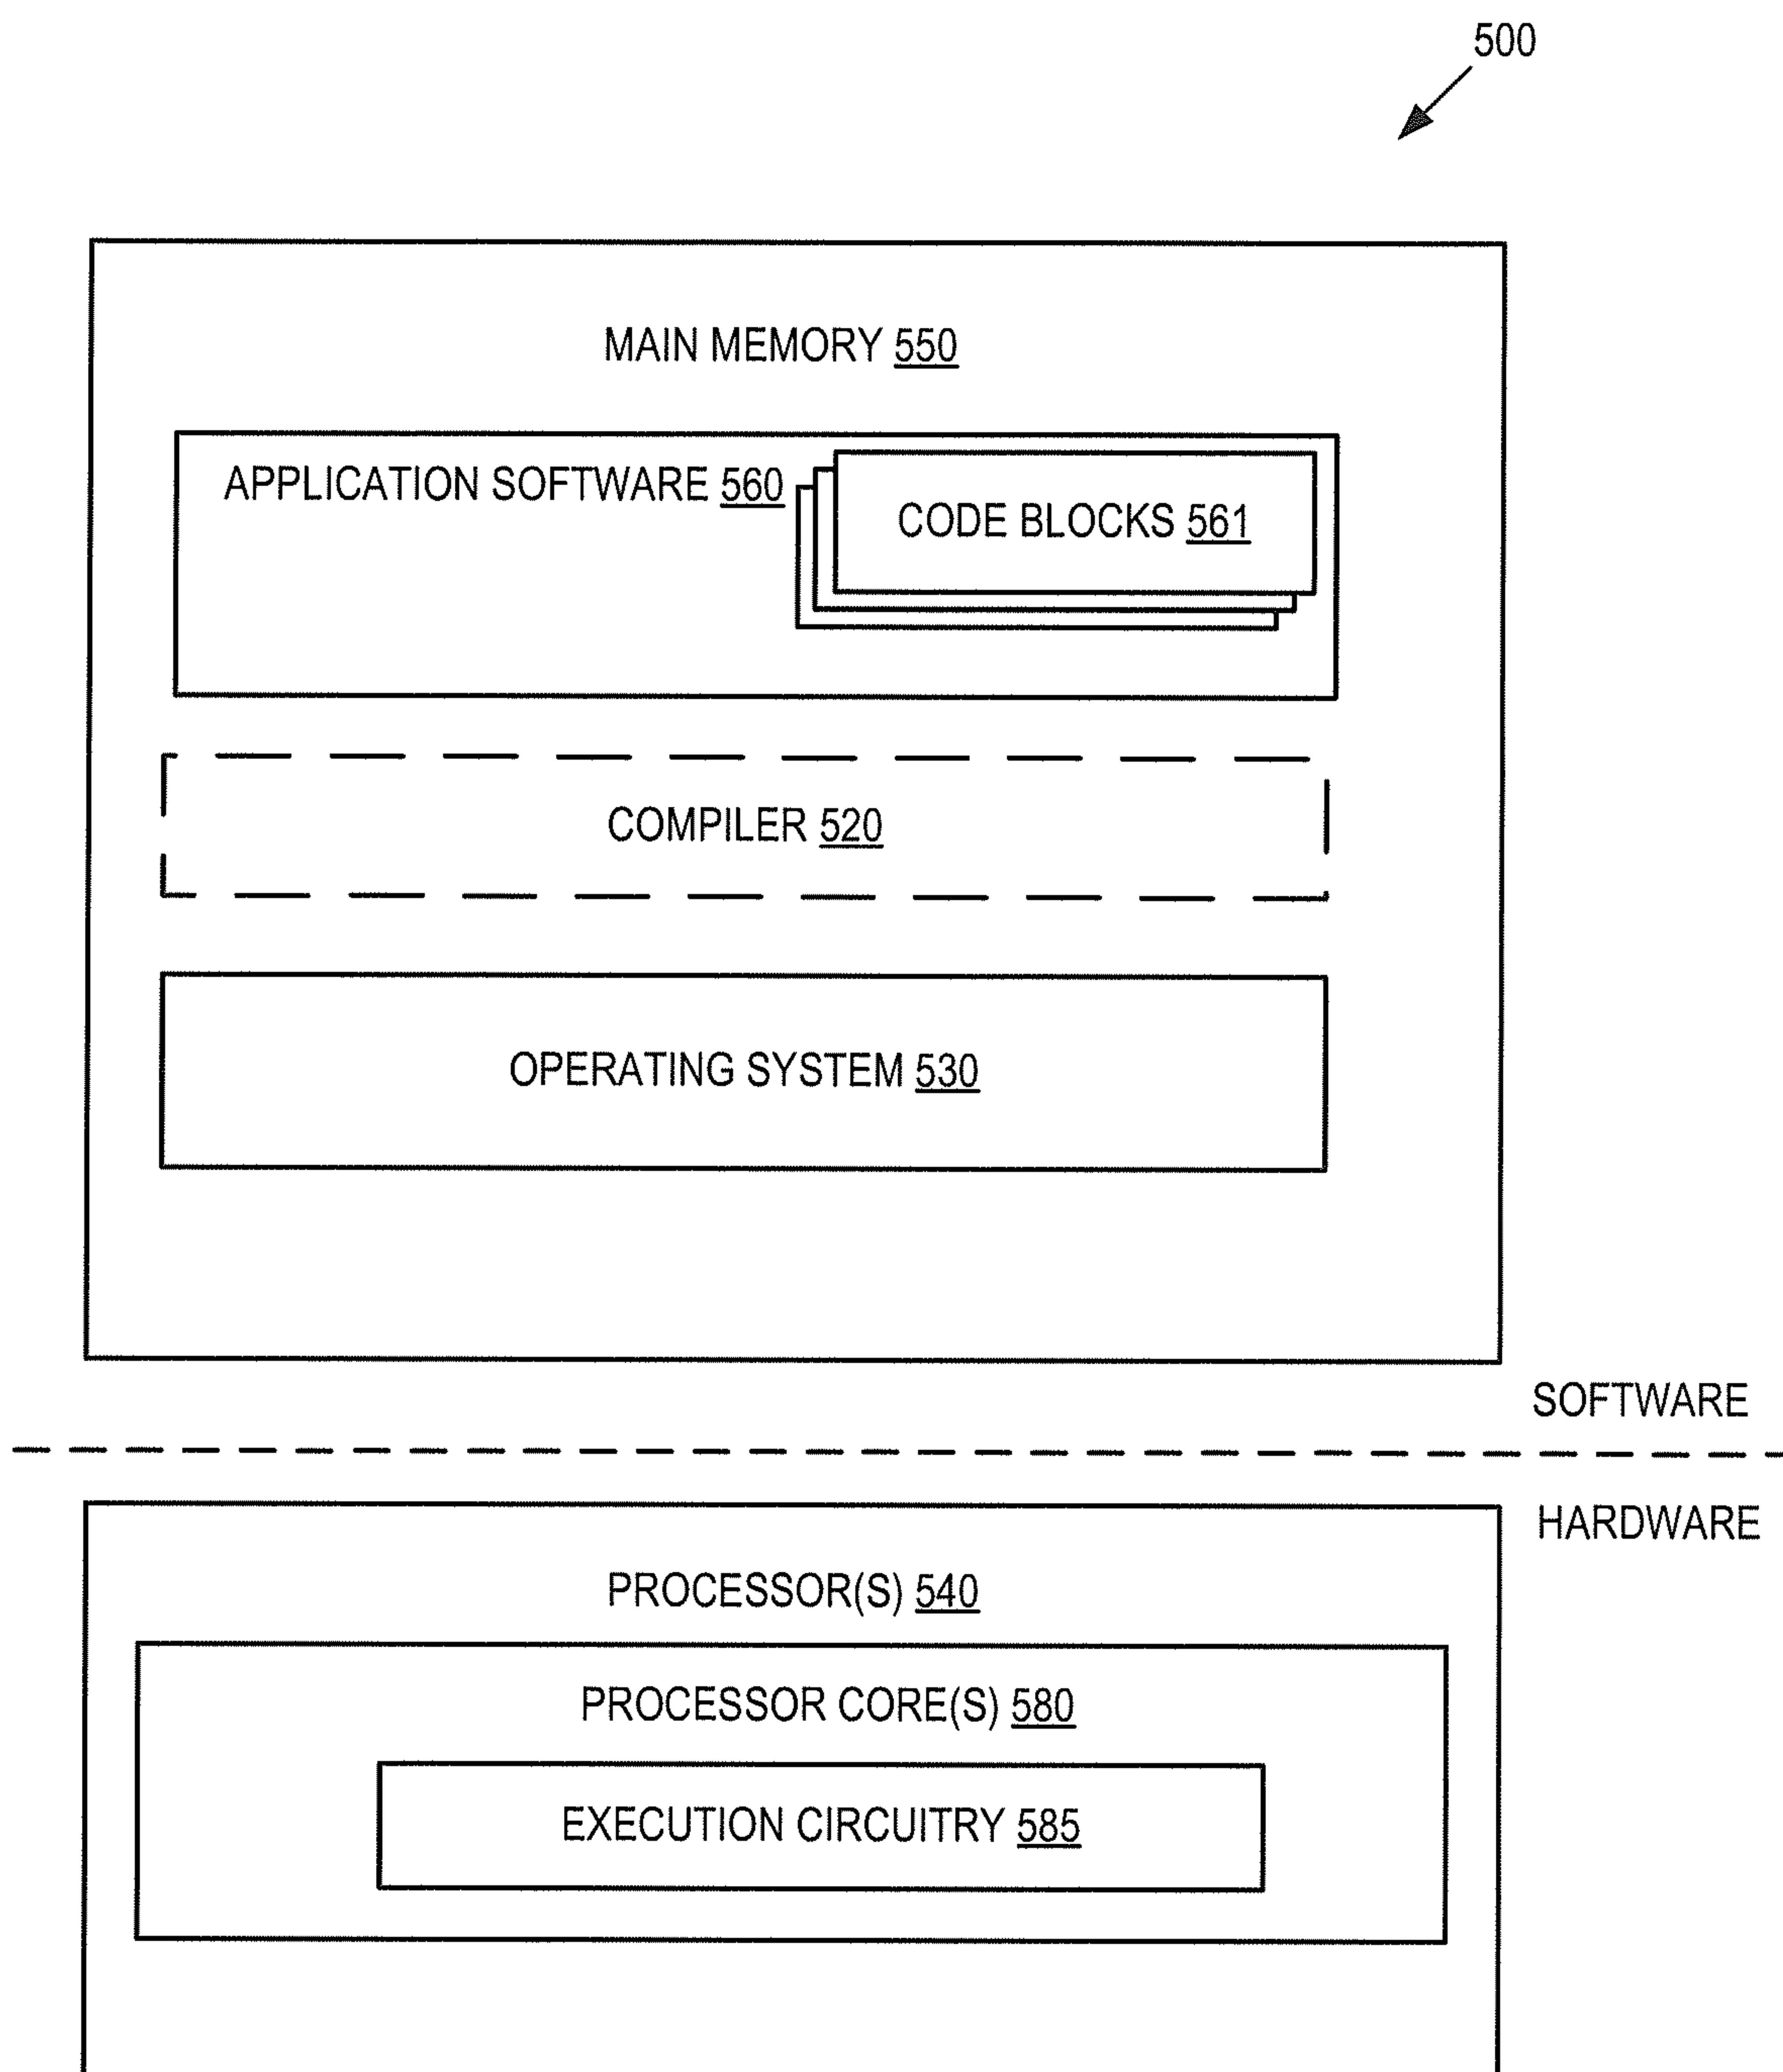 500
MAIN MEMORY 550
APPLICATION SOFTWARE 560
CODE BLOCKS 561
COMPILER 520
OPERATING SYSTEM 530
SOFTWARE
HARDWARE
PROCESSOR(S) 540
PROCESSOR CORE(S) 580
EXECUTION CIRCUITRY 585